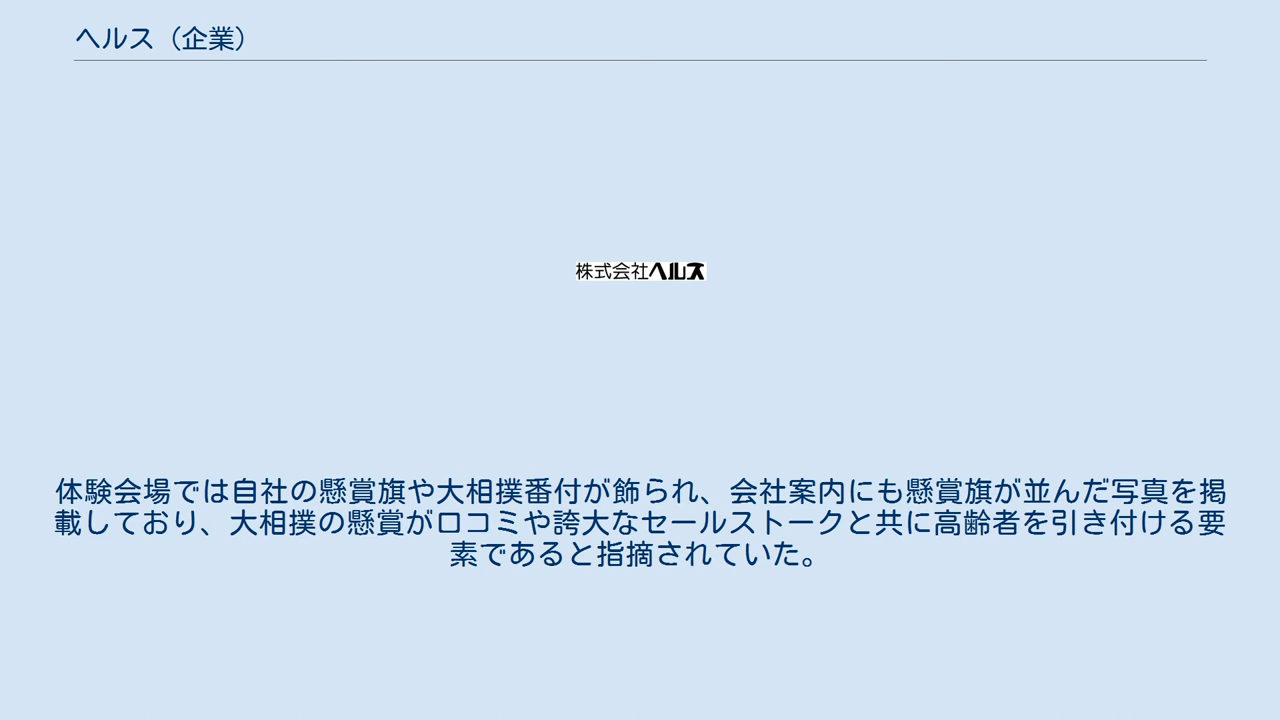 ヘルス（企業）
株式会社ヘルス
体験会場では自社の懸賞旗や大相撲番付が飾られ、会社案内にも懸賞旗が並んだ写真を掲
載しており、大相撲の懸賞が口コミや誇大なセールストークと共に高齢者を引き付ける要
素であると指摘されていた。